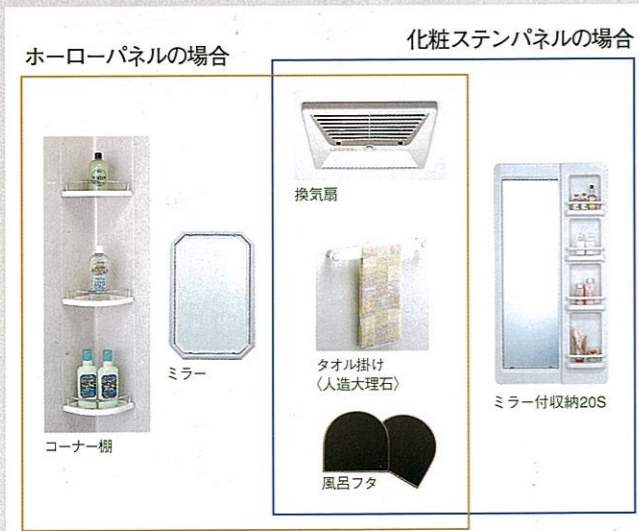 ホーローパネルの場合
化粧ステンパネルの場合
換気扇
ミラー
タオル掛け
〈人造大理石〉
ミラー付収納20S
コーナー棚
風呂フタ